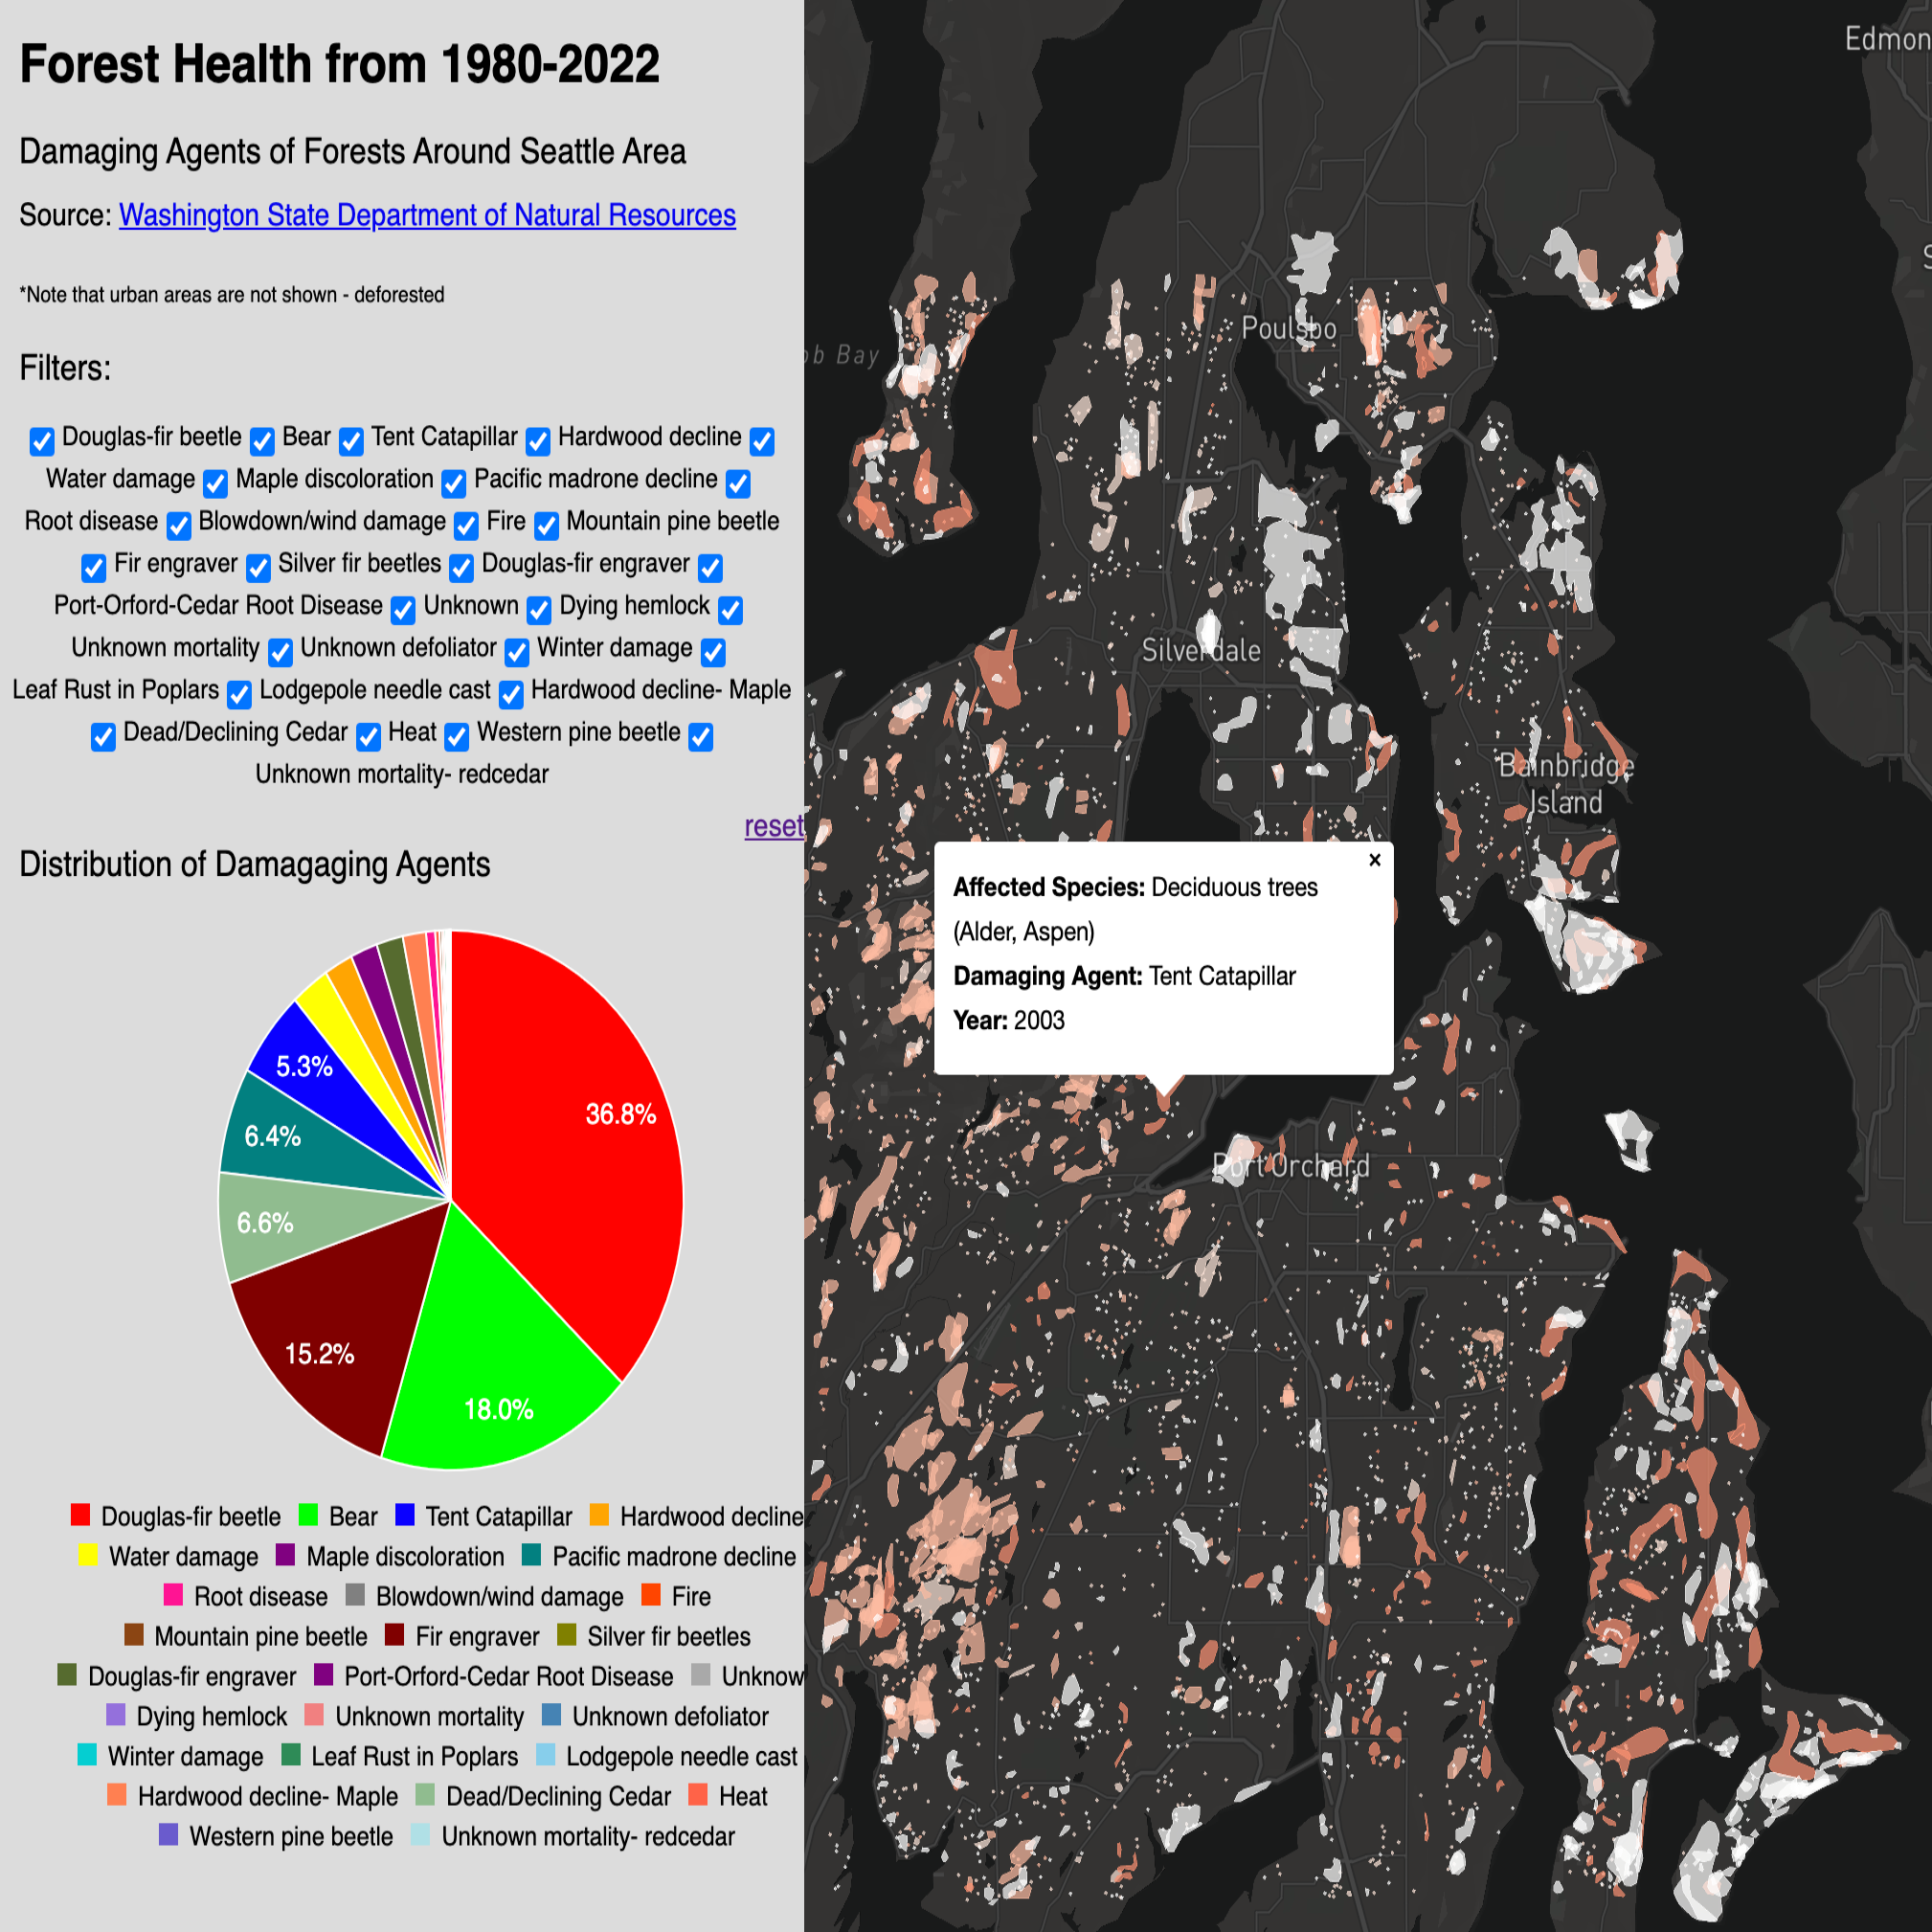 Forest Health from 1980-2022
Damaging Agents of Forests Around Seattle Area
Source: Washington State Department of Natural Resources
*Note that urban areas are not shown - deforested
Filters:
Douglas-fir beetle Bear Tent Catapillar Hardwood decline
Water damage Maple discoloration Pacific madrone decline
Root disease Blowdown/wind damage Fire Mountain pine beetle
Fir engraver Silver fir beetles Douglas-fir engraver
Port-Orford-Cedar Root Disease Unknown Dying hemlock
Unknown mortality Unknown defoliator Winter damage
Leaf Rust in Poplars Lodgepole needle cast Hardwood decline- Maple
Dead/Declining Cedar Heat Western pine beetle
Unknown mortality- redcedar
reset
Distribution of Damagaging Agents
36.8%
5.3%
6.4%
6.6%
15.2%
18.0%
Douglas-fir beetle Bear Tent Catapillar Hardwood decline
Water damage Maple discoloration Pacific madrone decline
Root disease Blowdown/wind damage Fire
Mountain pine beetle Fir engraver Silver fir beetles
Douglas-fir engraver Port-Orford-Cedar Root Disease Unknow
Dying hemlock Unknown mortality Unknown defoliator
Winter damage Leaf Rust in Poplars Lodgepole needle cast
Hardwood decline- Maple Dead/Declining Cedar Heat
Western pine beetle Unknown mortality- redcedar
Edmon
S
Poulsbo
ob Bay
Silverdale
Bainbridge
Island
Affected Species: Deciduous trees
(Alder, Aspen)
Damaging Agent: Tent Catapillar
Year: 2003
×
Port Orchard